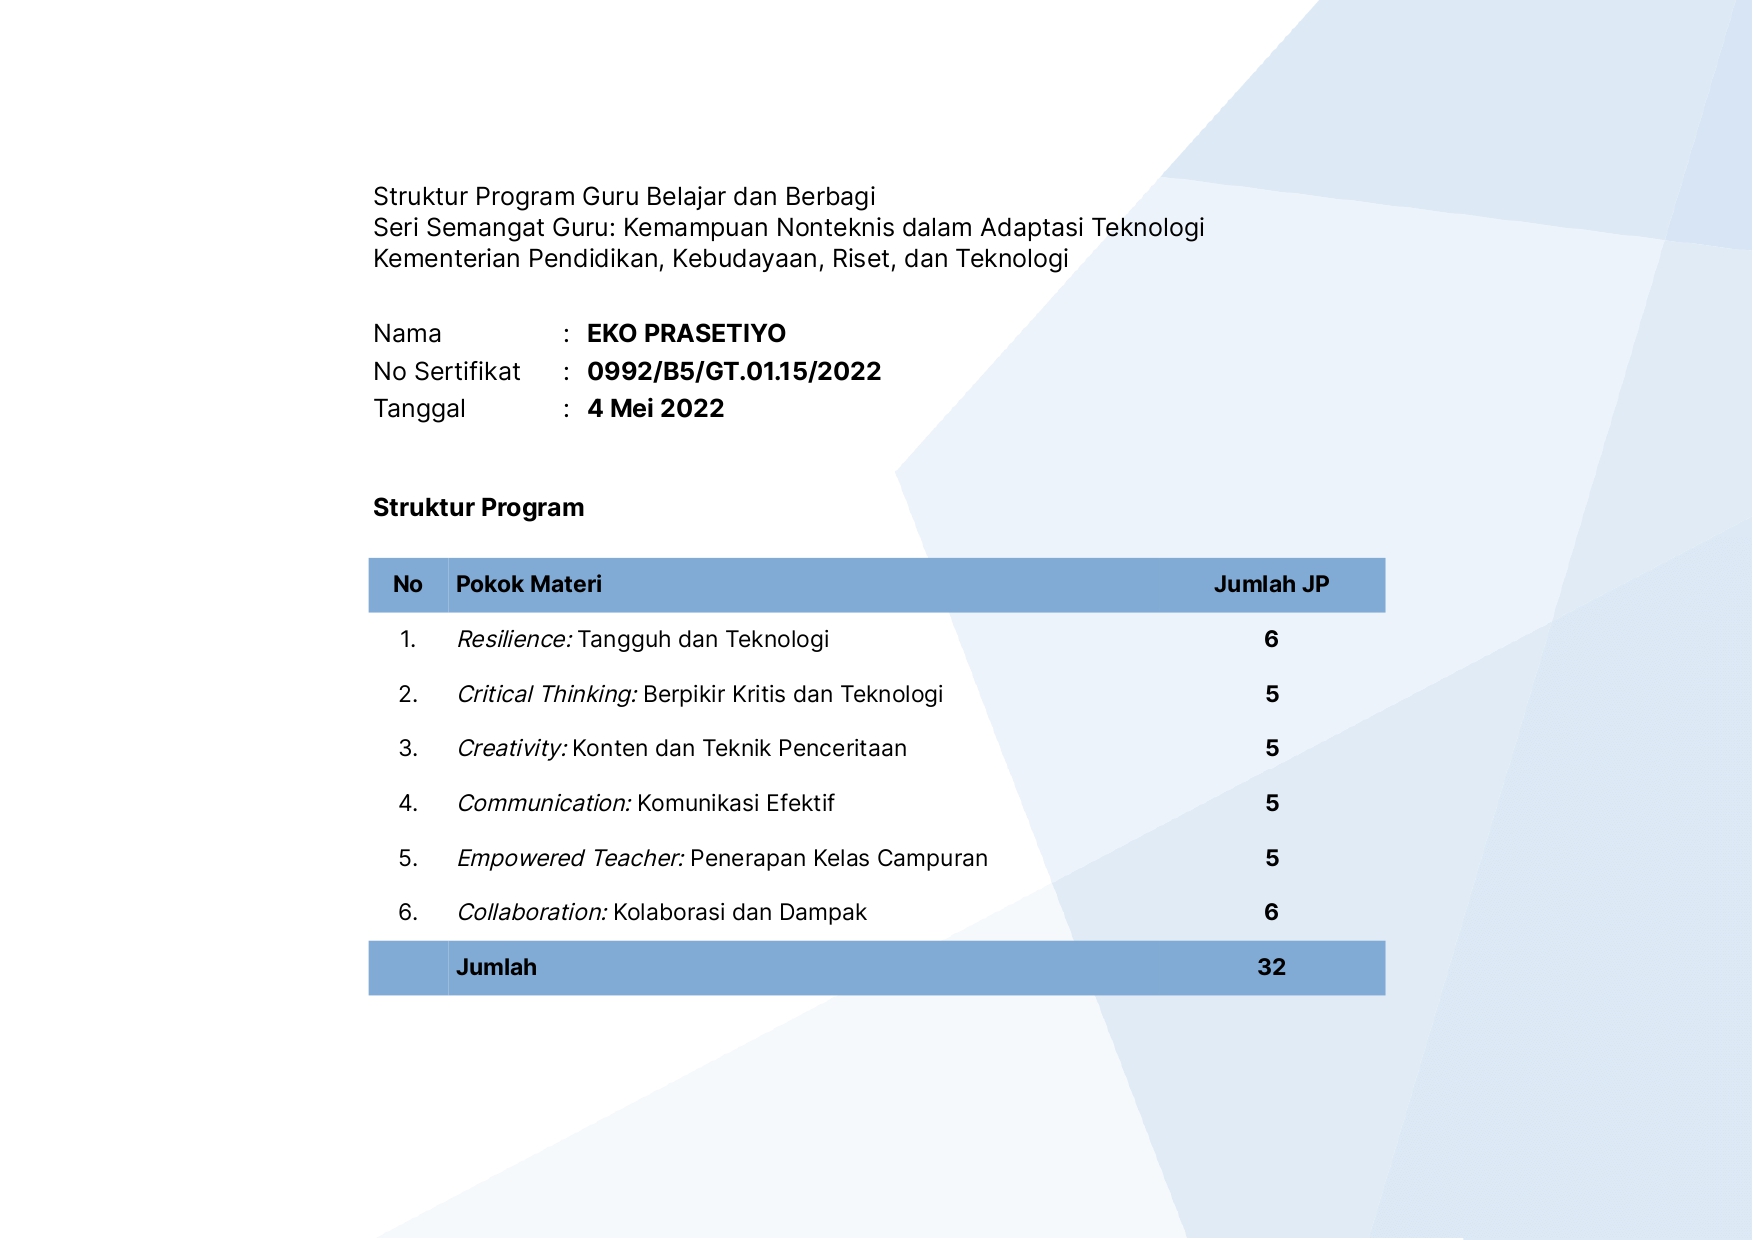 Struktur Program Guru Belajar dan Berbagi
Seri Semangat Guru: Kemampuan Nonteknis dalam Adaptasi Teknologi
Kementerian Pendidikan, Kebudayaan, Riset, dan Teknologi
Nama : EKO PRASETIYO
No Sertifikat : 0992/B5/GT.01.15/2022
Tanggal : 4 Mei 2022
Struktur Program
No Pokok Materi Jumlah JP
1. Resilience: Tangguh dan Teknologi 6
2. Critical Thinking: Berpikir Kritis dan Teknologi 5
3. Creativity: Konten dan Teknik Penceritaan 5
4. Communication: Komunikasi Efektif 5
5. Empowered Teacher: Penerapan Kelas Campuran 5
6. Collaboration: Kolaborasi dan Dampak 6
Jumlah 32